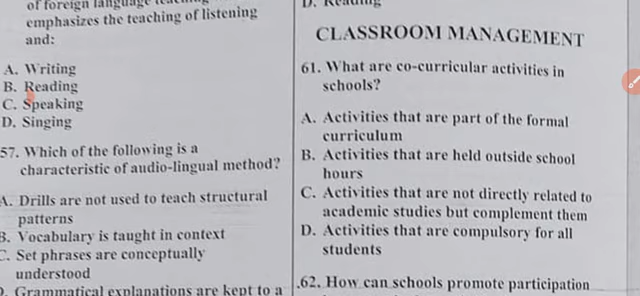 of foreign language
emphasizes the teaching of listening
and:
A. Writing
B. Reading
C. Speaking
D. Singing
57. Which of the following is a
characteristic of audio-lingual method?
A. Drills are not used to teach structural
patterns
B. Vocabulary is taught in context
C. Set phrases are conceptually
understood
D. Grammatical explanations are kept to a
D. Reading
CLASSROOM MANAGEMENT
61. What are co-curricular activities in
schools?
A. Activities that are part of the formal
curriculum
B. Activities that are held outside school
hours
C. Activities that are not directly related to
academic studies but complement them
D. Activities that are compulsory for all
students
.62. How can schools promote participation